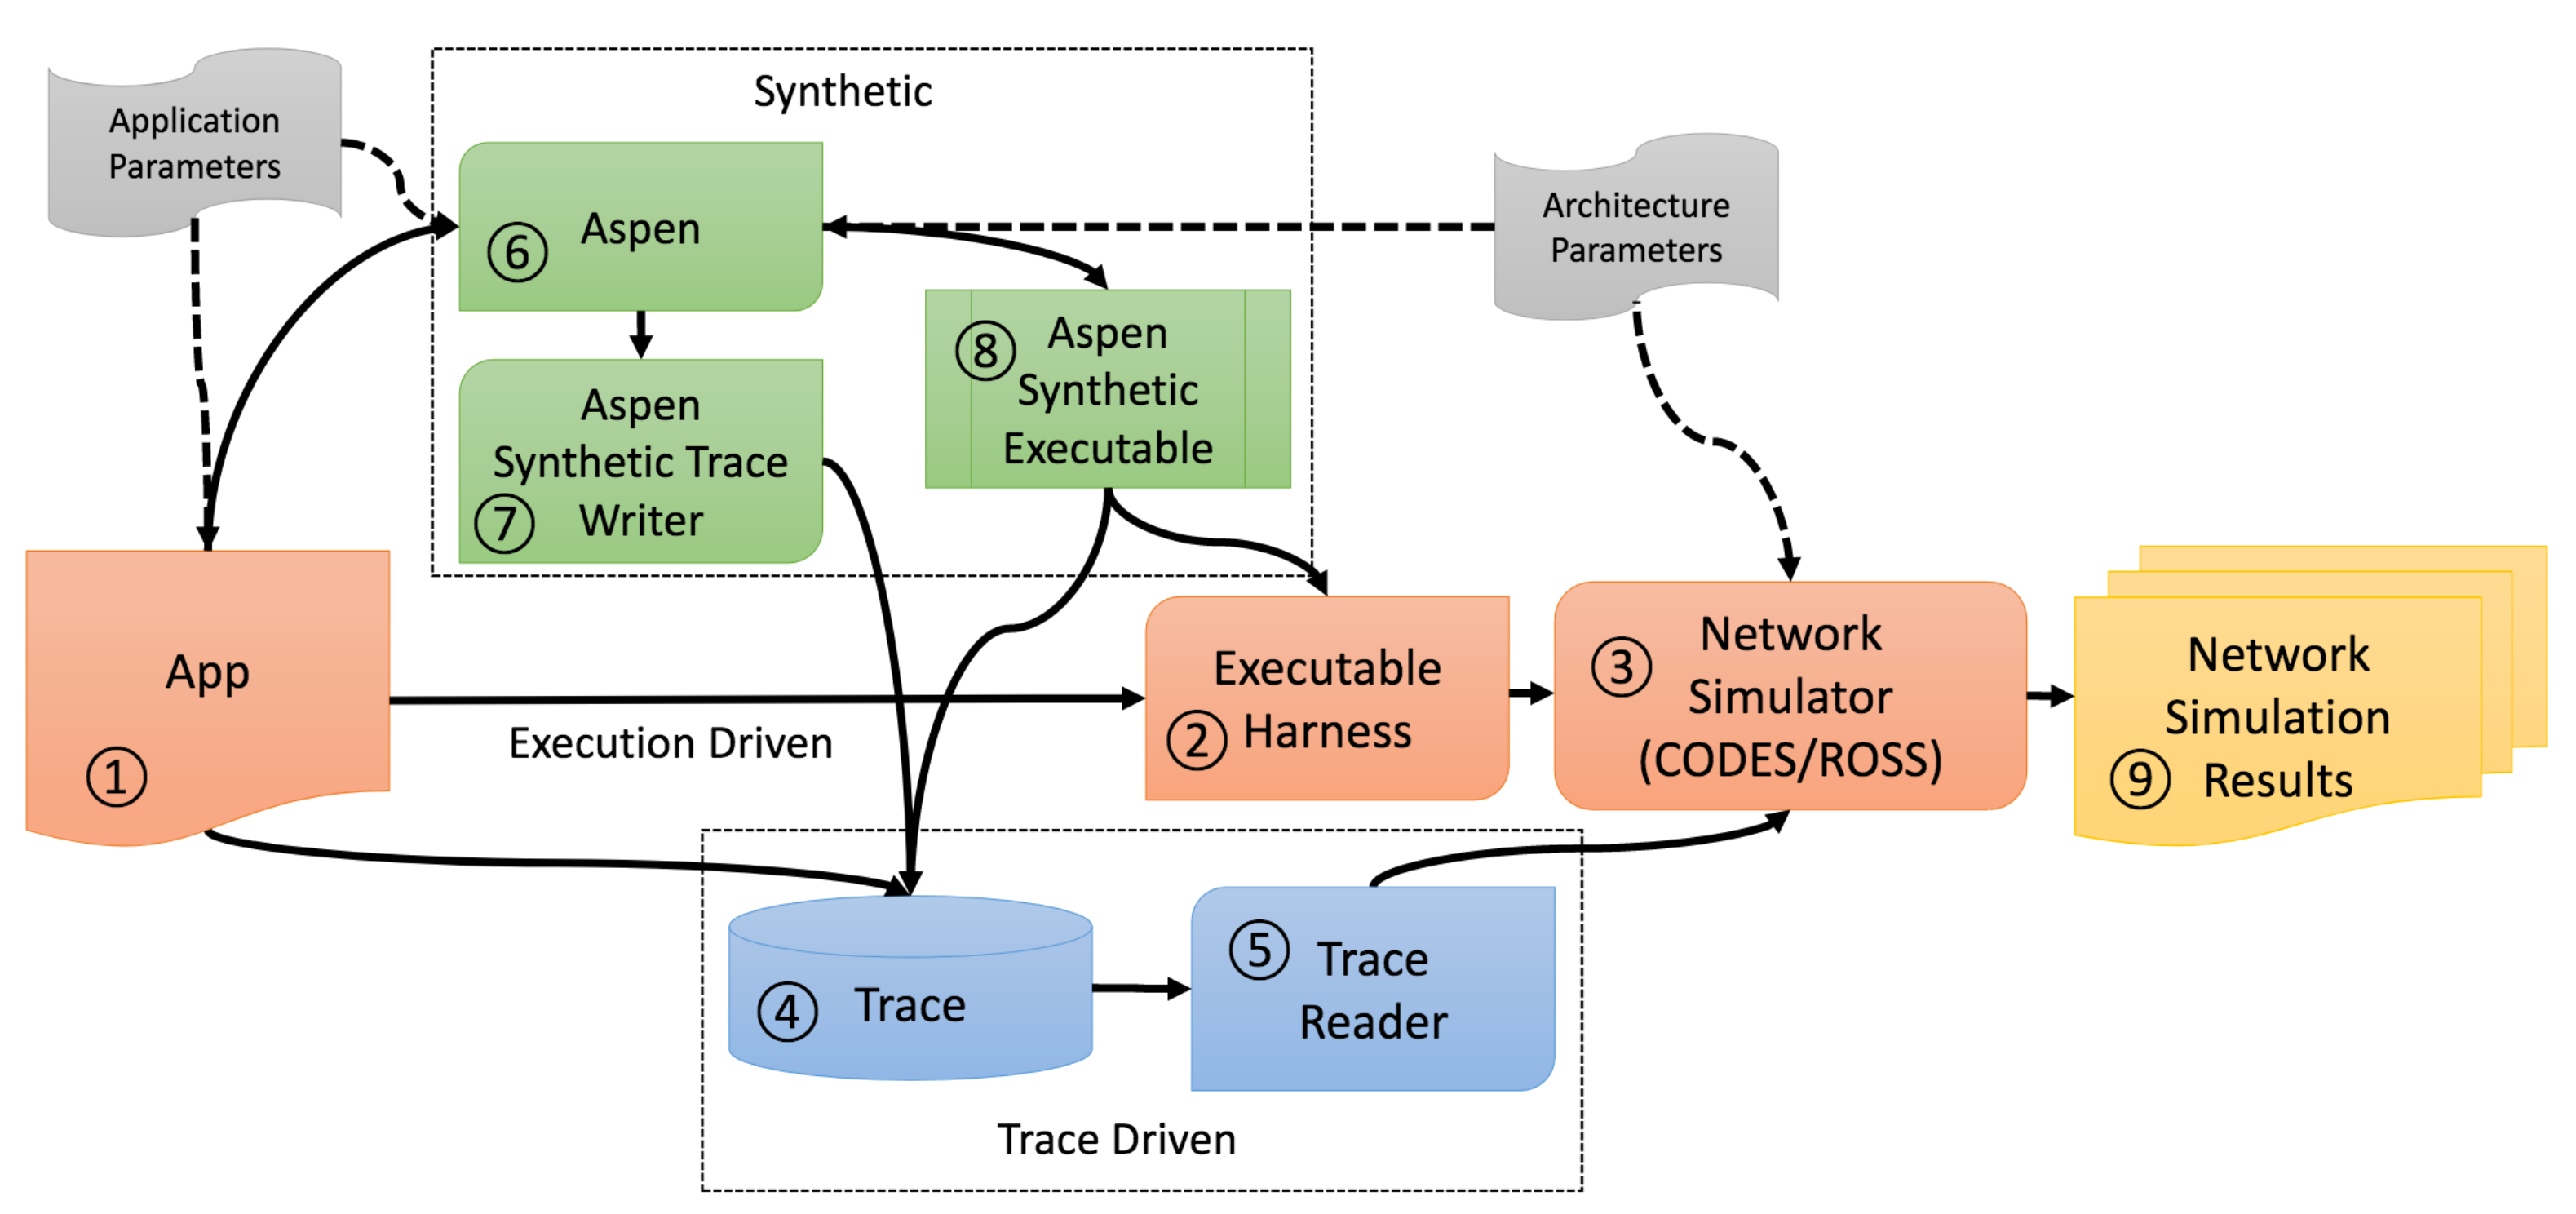 Synthetic
Application
Parameters
Aspen
⑥
Architecture
Parameters
Aspen
Synthetic Trace
Writer
⑦
⑧
Aspen
Synthetic
Executable
App
①
Execution Driven
Executable
Harness
②
③
Network
Simulator
(CODES/ROSS)
Network
Simulation
Results
⑨
④
Trace
⑤
Trace
Reader
Trace Driven